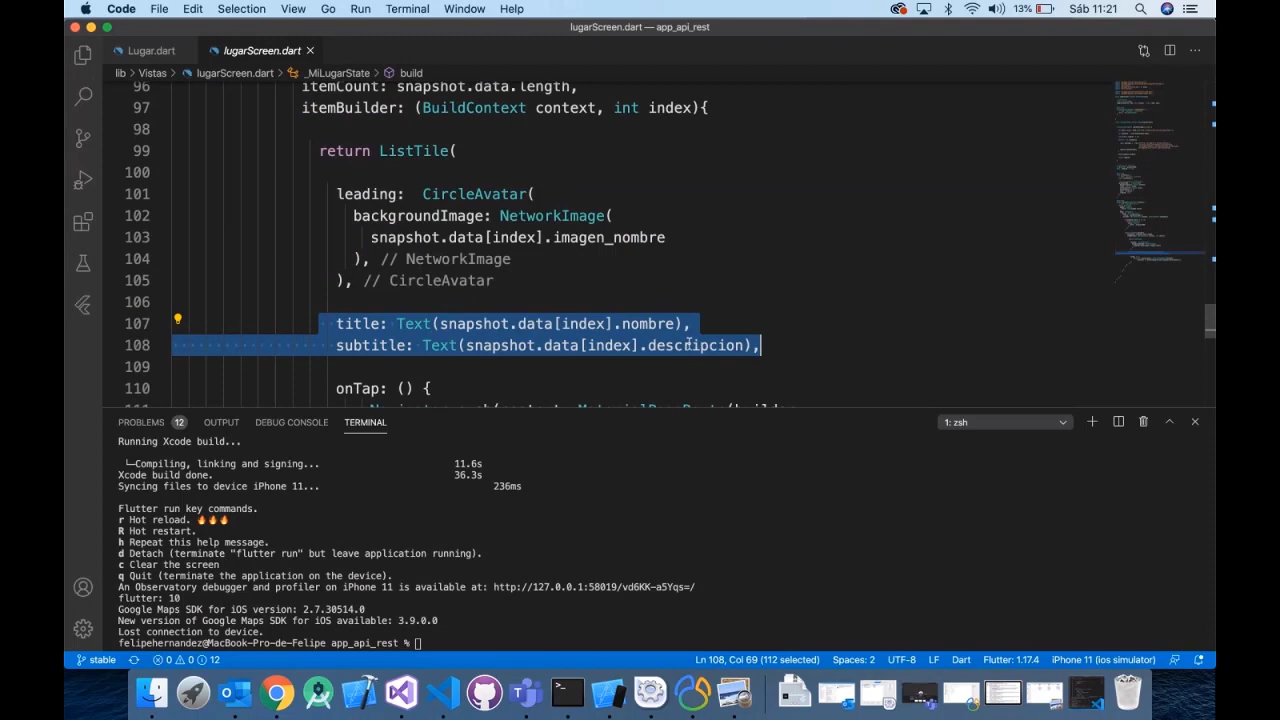 Code File Edit Selection View Go Run Terminal Window Help 13% Sáb 11:21
lugarScreen.dart — app_api_rest
Lugar.dart lugarScreen.dart
lib > Vistas > lugarScreen.dart > _MiLugarState > build
96 itemCount: snapshot.data.length,
97 itemBuilder: (BuildContext context, int index){
98
99 return ListTile(
100
101 leading:  CircleAvatar(
102 backgroundImage: NetworkImage(
103 snapshot.data[index].imagen_nombre
104 ), // NetworkImage
105 ), // CircleAvatar
106
107 title: Text(snapshot.data[index].nombre),
108 subtitle: Text(snapshot.data[index].descripcion),
109
110 onTap: () {
PROBLEMS 12 OUTPUT DEBUG CONSOLE TERMINAL 1: zsh
Running Xcode build...
└─Compiling, linking and signing... 11.6s
Xcode build done. 36.3s
Syncing files to device iPhone 11... 236ms
Flutter run key commands.
r Hot reload. 🔥🔥🔥
R Hot restart.
h Repeat this help message.
d Detach (terminate "flutter run" but leave application running).
c Clear the screen
q Quit (terminate the application on the device).
An Observatory debugger and profiler on iPhone 11 is available at: http://127.0.0.1:58019/vd6KK-a5Yqs=/
flutter: 10
Google Maps SDK for iOS version: 2.7.30514.0
New version of Google Maps SDK for iOS available: 3.9.0.0
Lost connection to device.
felipehernandez@MacBook-Pro-de-Felipe app_api_rest %
stable 0 0 12 Ln 108, Col 69 (112 selected) Spaces: 2 UTF-8 LF Dart Flutter: 1.17.4 iPhone 11 (ios simulator)